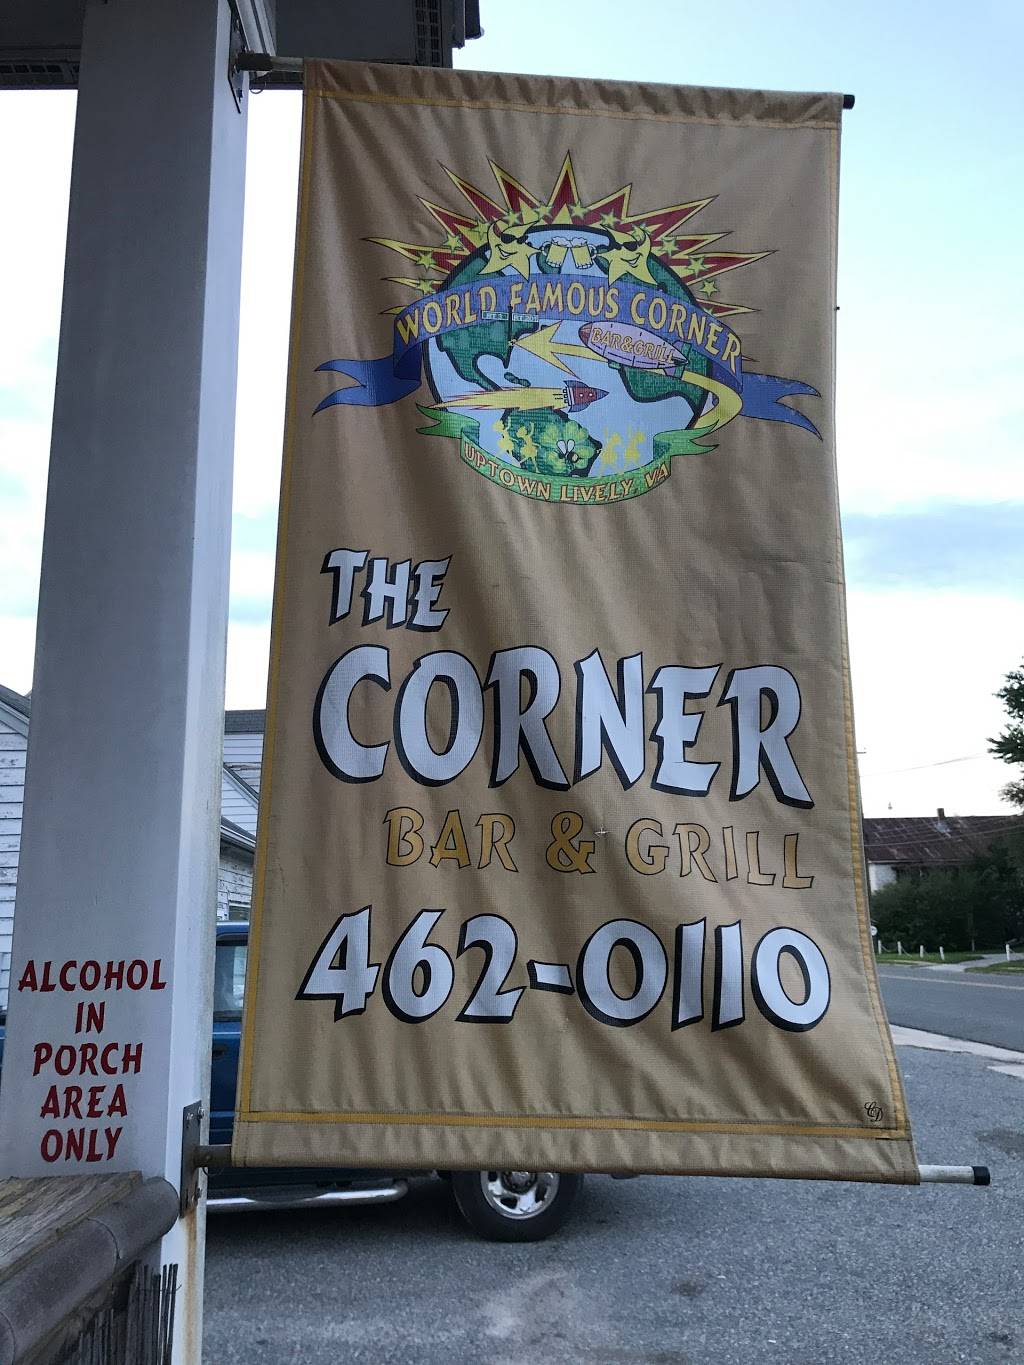 WORLD FAMOUS CORNER
BAR&GRILL
UPTOWN LIVELY, VA
THE
CORNER
BAR & GRILL
462-0110
CD
ALCOHOL
IN
PORCH
AREA
ONLY